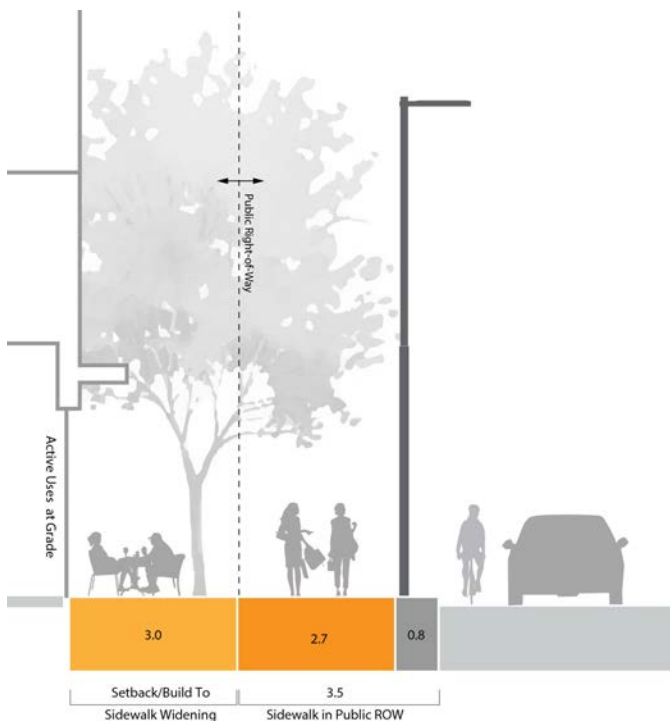 Public Right-of-Way
Active Uses at Grade
3.0
2.7
0.8
Setback/Build To
3.5
Sidewalk Widening
Sidewalk in Public ROW